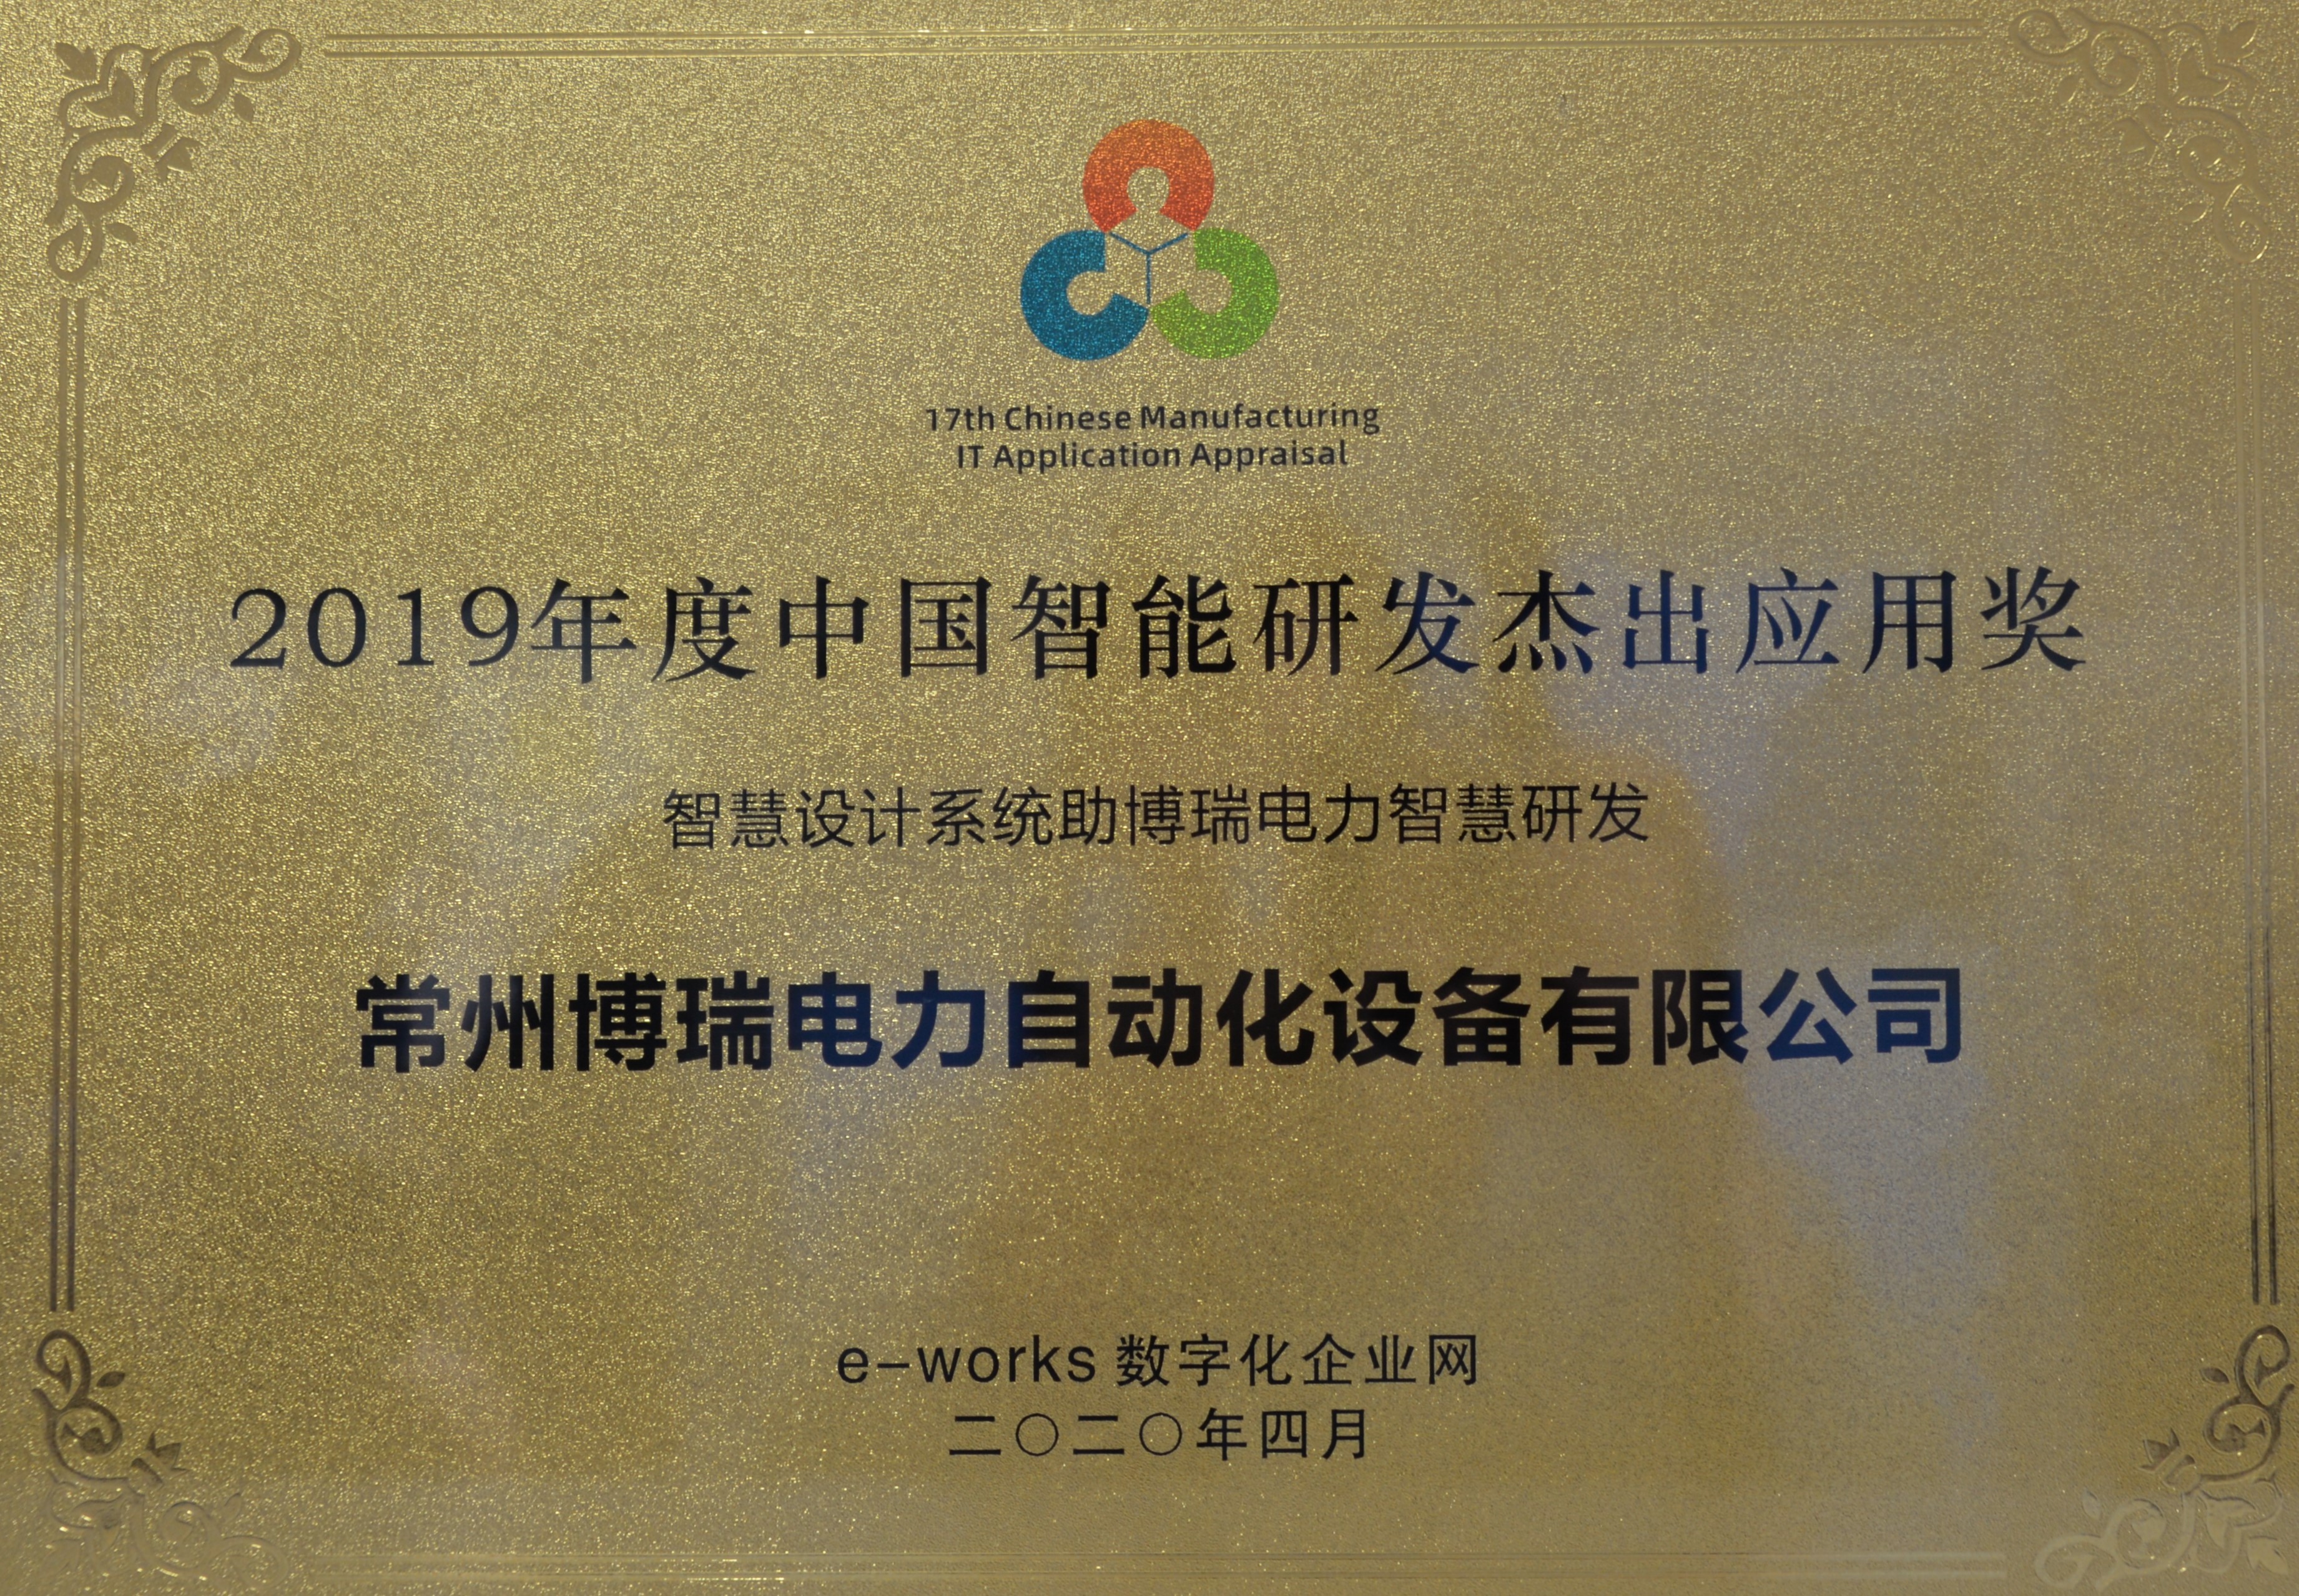 17th Chinese Manufacturing
IT Application Appraisal
2019年度中国智能研发杰出应用奖
智慧设计系统助博瑞电力智慧研发
常州博瑞电力自动化设备有限公司
e-works 数字化企业网
二〇二〇年四月